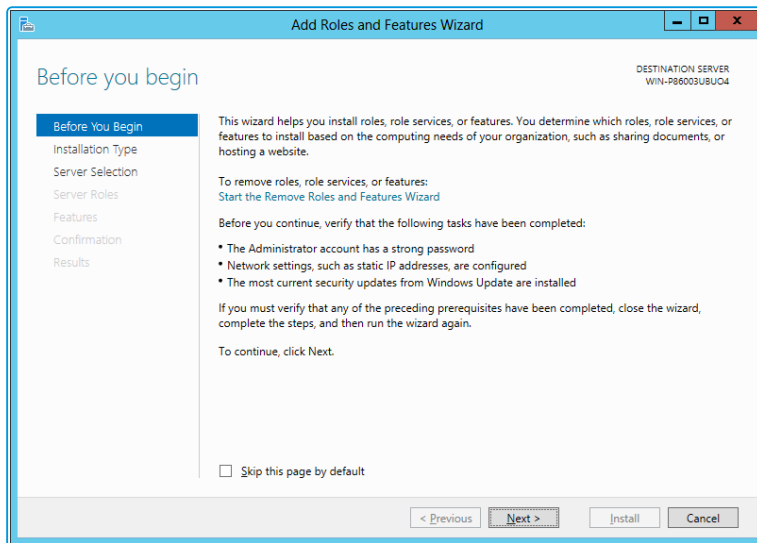 Add Roles and Features Wizard
Before you begin
DESTINATION SERVER
WIN-P86003UBUO4
Before You Begin
Installation Type
Server Selection
Server Roles
Features
Confirmation
Results
This wizard helps you install roles, role services, or features. You determine which roles, role services, or
features to install based on the computing needs of your organization, such as sharing documents, or
hosting a website.
To remove roles, role services, or features:
Start the Remove Roles and Features Wizard
Before you continue, verify that the following tasks have been completed:
• The Administrator account has a strong password
• Network settings, such as static IP addresses, are configured
• The most current security updates from Windows Update are installed
If you must verify that any of the preceding prerequisites have been completed, close the wizard,
complete the steps, and then run the wizard again.
To continue, click Next.
Skip this page by default
< Previous
Next >
Install
Cancel